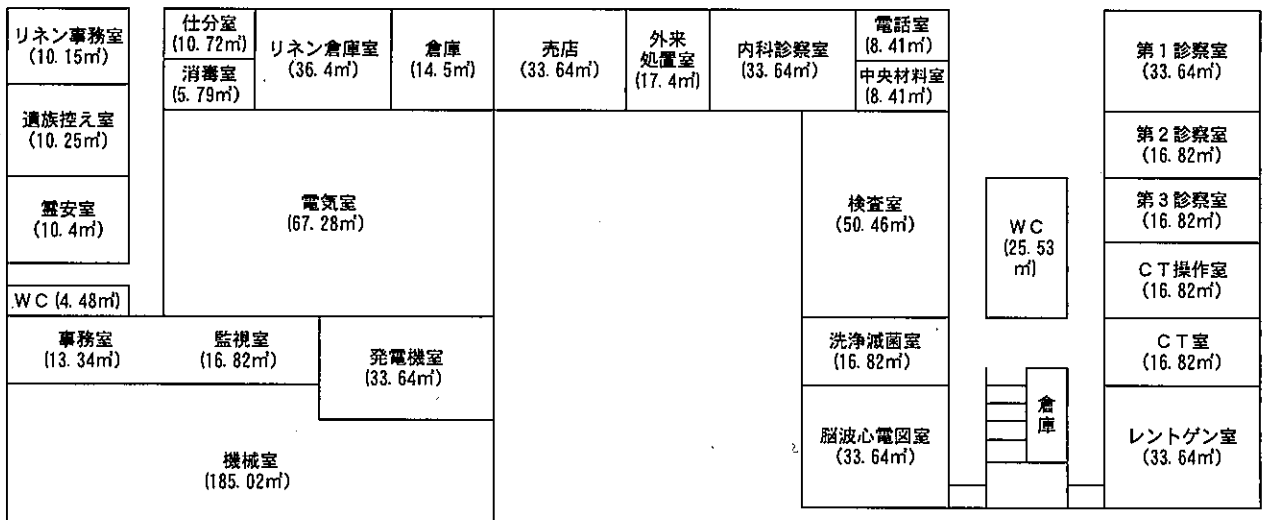 リネン事務室
(10.15㎡)
仕分室
(10.72㎡)
消毒室
(5.79㎡)
リネン倉庫室
(36.4㎡)
倉庫
(14.5㎡)
売店
(33.64㎡)
外来
処置室
(17.4㎡)
内科診察室
(33.64㎡)
電話室
(8.41㎡)
中央材料室
(8.41㎡)
第1診察室
(33.64㎡)
遺族控え室
(10.25㎡)
第2診察室
(16.82㎡)
霊安室
(10.4㎡)
電気室
(67.28㎡)
検査室
(50.46㎡)
WC
(25.53
㎡)
第3診察室
(16.82㎡)
CT操作室
(16.82㎡)
WC(4.48㎡)
事務室
(13.34㎡)
監視室
(16.82㎡)
発電機室
(33.64㎡)
洗浄滅菌室
(16.82㎡)
CT室
(16.82㎡)
倉庫
脳波心電図室
(33.64㎡)
レントゲン室
(33.64㎡)
機械室
(185.02㎡)